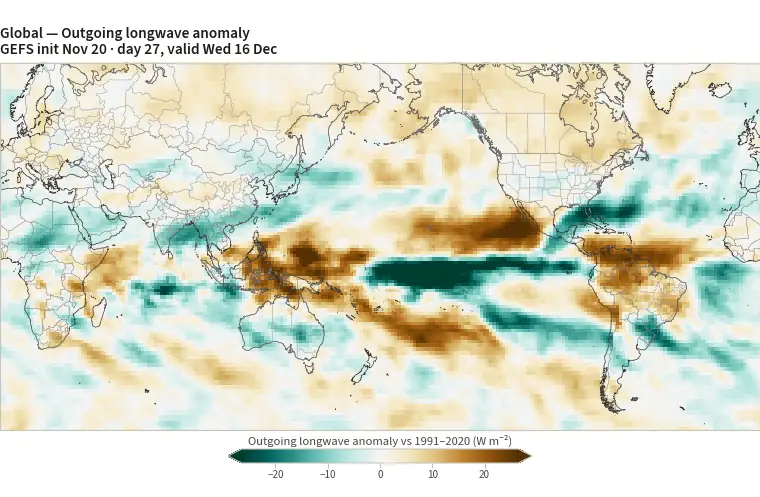 Global — Outgoing longwave anomaly
GEFS init Nov 20 · day 27, valid Wed 16 Dec
Outgoing longwave anomaly vs 1991–2020 (W m⁻²)
−20 −10 0 10 20